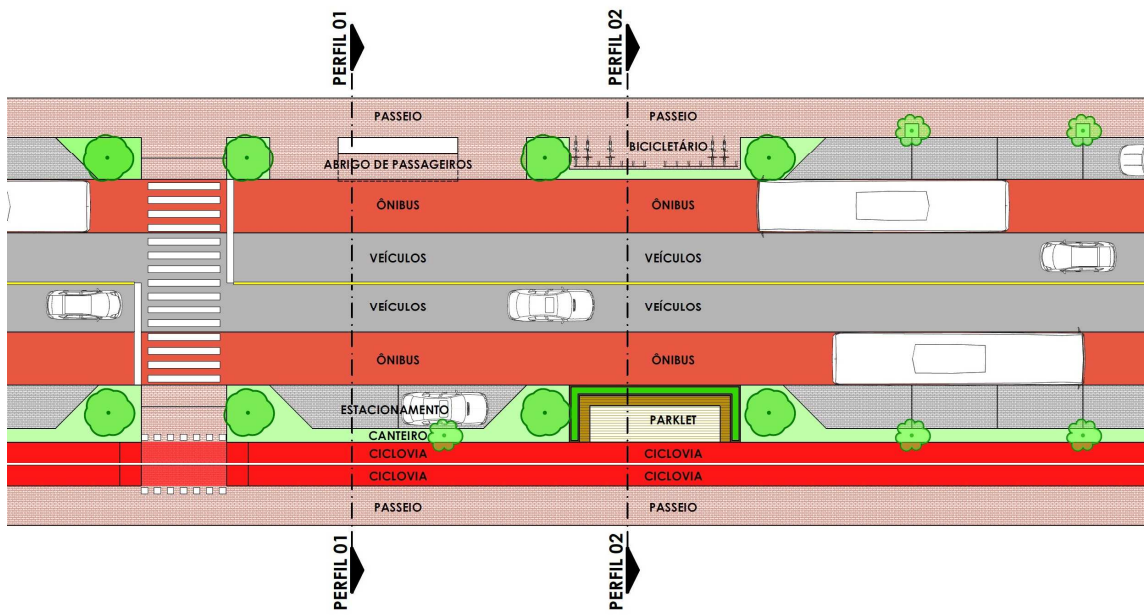 PERFIL 01
PERFIL 02
PASSEIO
PASSEIO
BICICLETÁRIO
ABRIGO DE PASSAGEIROS
ÔNIBUS
ÔNIBUS
VEÍCULOS
VEÍCULOS
VEÍCULOS
VEÍCULOS
ÔNIBUS
ÔNIBUS
ESTACIONAMENTO
PARKLET
CANTEIRO
CICLOVIA
CICLOVIA
CICLOVIA
CICLOVIA
PASSEIO
PASSEIO
PERFIL 01
PERFIL 02